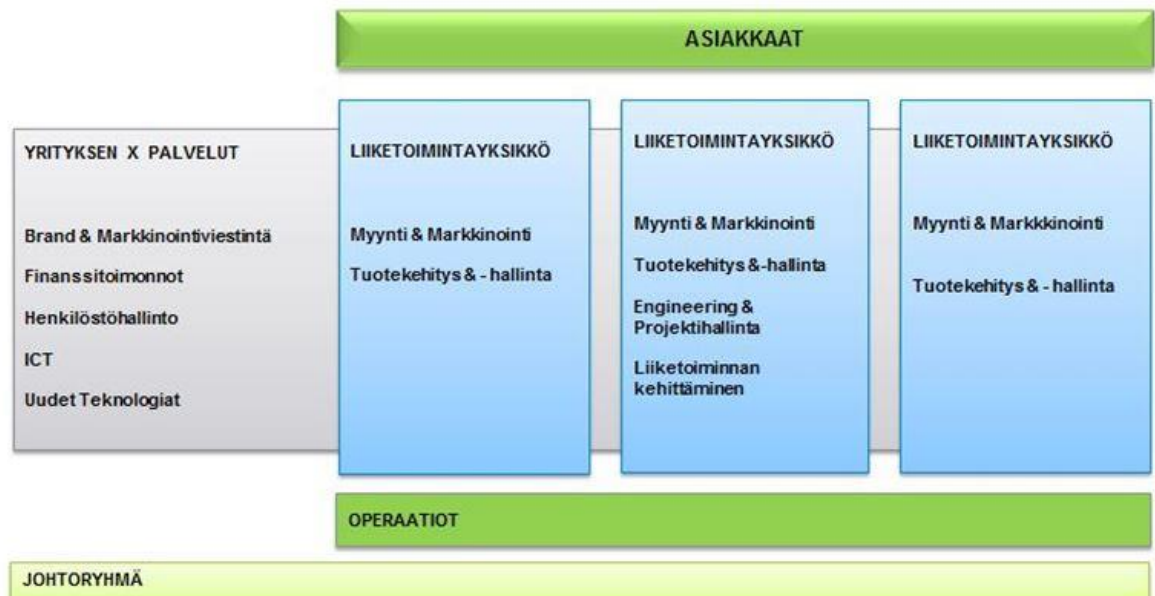 ASIAKKAAT
YRITYKSEN X PALVELUT
Brand & Markkinointiviestintä
Finanssitoimonnot
Henkilöstöhallinto
ICT
Uudet Teknologiat
LIIKETOIMINTAYKSIKKÖ
Myynti & Markkinointi
Tuotekehitys & - hallinta
LIIKETOIMINTAYKSIKKÖ
Myynti & Markkinointi
Tuotekehitys & -hallinta
Engineering &
Projektihallinta
Liiketoiminnan
kehittäminen
LIIKETOIMINTAYKSIKKÖ
Myynti & Markkkinointi
Tuotekehitys & - hallinta
OPERAATIOT
JOHTORYHMÄ